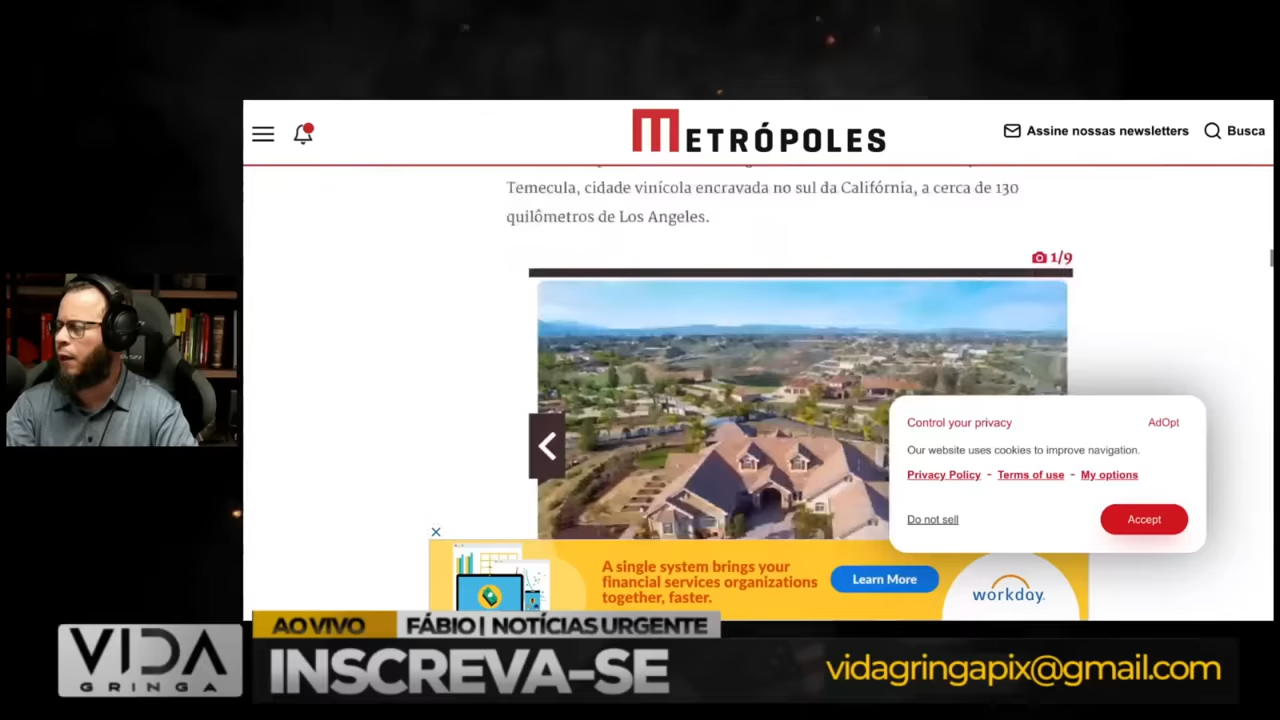 METRÓPOLES
Assine nossas newsletters
Busca
Temecula, cidade vinícola encravada no sul da Califórnia, a cerca de 130
quilômetros de Los Angeles.
1/9
Control your privacy
AdOpt
Our website uses cookies to improve navigation.
Privacy Policy - Terms of use - My options
Do not sell
Accept
A single system brings your
financial services organizations
together, faster.
Learn More
workday.
AO VIVO
FÁBIO | NOTÍCIAS URGENTE
VIDA
GRINGA
INSCREVA-SE
vidagringapix@gmail.com